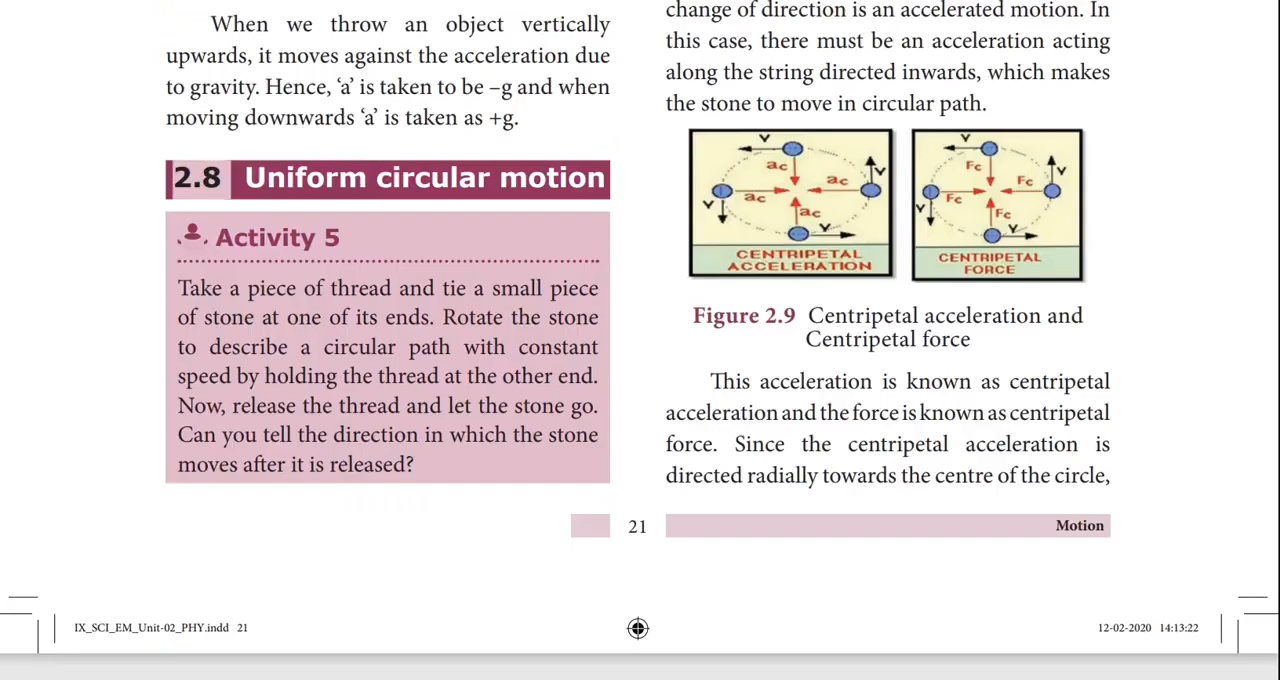 When we throw an object vertically
upwards, it moves against the acceleration due
to gravity. Hence, ‘a’ is taken to be –g and when
moving downwards ‘a’ is taken as +g.
2.8 Uniform circular motion
Activity 5
Take a piece of thread and tie a small piece
of stone at one of its ends. Rotate the stone
to describe a circular path with constant
speed by holding the thread at the other end.
Now, release the thread and let the stone go.
Can you tell the direction in which the stone
moves after it is released?
change of direction is an accelerated motion. In
this case, there must be an acceleration acting
along the string directed inwards, which makes
the stone to move in circular path.
v
ac
v
ac
ac
v
ac
v
CENTRIPETAL
ACCELERATION
v
Fc
v
Fc
Fc
v
Fc
v
CENTRIPETAL
FORCE
Figure 2.9 Centripetal acceleration and
Centripetal force
This acceleration is known as centripetal
acceleration and the force is known as centripetal
force. Since the centripetal acceleration is
directed radially towards the centre of the circle,
21
Motion
IX_SCI_EM_Unit-02_PHY.indd 21
12-02-2020 14:13:22